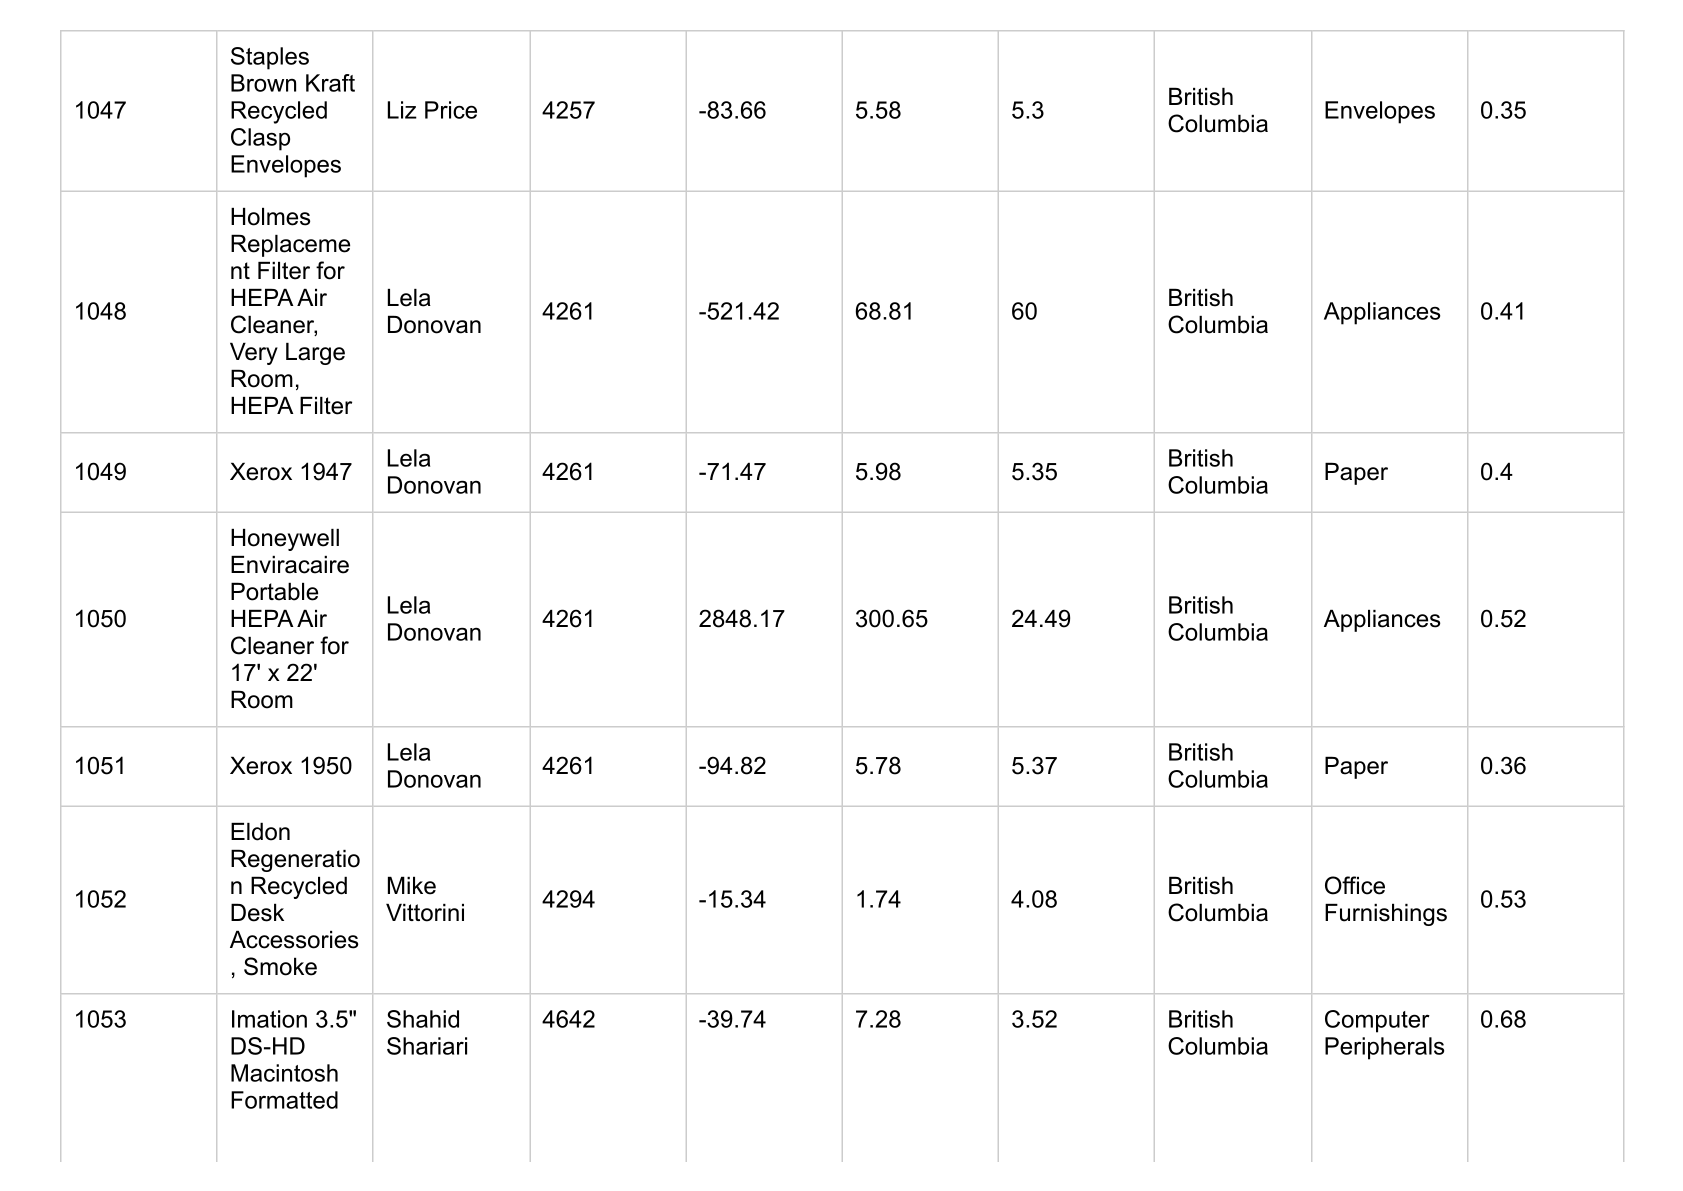 1047
Staples
Brown Kraft
Recycled
Clasp
Envelopes
Liz Price
4257
-83.66
5.58
5.3
British
Columbia
Envelopes
0.35
1048
Holmes
Replaceme
nt Filter for
HEPA Air
Cleaner,
Very Large
Room,
HEPA Filter
Lela
Donovan
4261
-521.42
68.81
60
British
Columbia
Appliances
0.41
1049
Xerox 1947
Lela
Donovan
4261
-71.47
5.98
5.35
British
Columbia
Paper
0.4
1050
Honeywell
Enviracaire
Portable
HEPA Air
Cleaner for
17' x 22'
Room
Lela
Donovan
4261
2848.17
300.65
24.49
British
Columbia
Appliances
0.52
1051
Xerox 1950
Lela
Donovan
4261
-94.82
5.78
5.37
British
Columbia
Paper
0.36
1052
Eldon
Regeneratio
n Recycled
Desk
Accessories
, Smoke
Mike
Vittorini
4294
-15.34
1.74
4.08
British
Columbia
Office
Furnishings
0.53
1053
Imation 3.5"
DS-HD
Macintosh
Formatted
Shahid
Shariari
4642
-39.74
7.28
3.52
British
Columbia
Computer
Peripherals
0.68